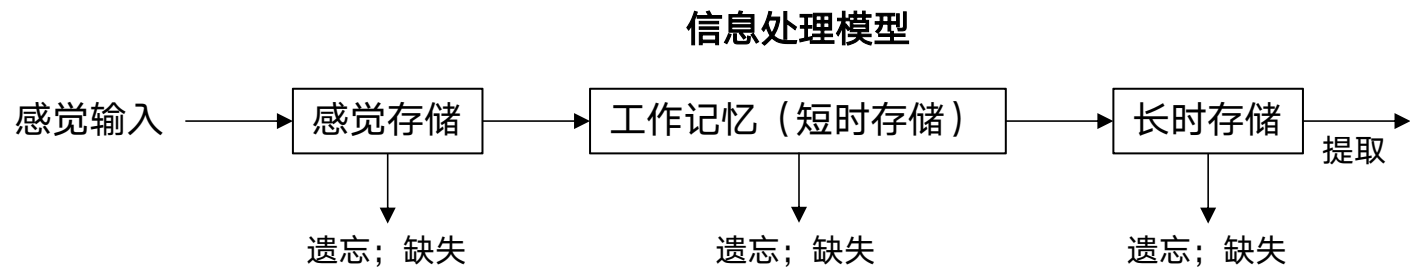 信息处理模型
感觉输入 感觉存储 工作记忆（短时存储） 长时存储
提取
遗忘；缺失 遗忘；缺失 遗忘；缺失